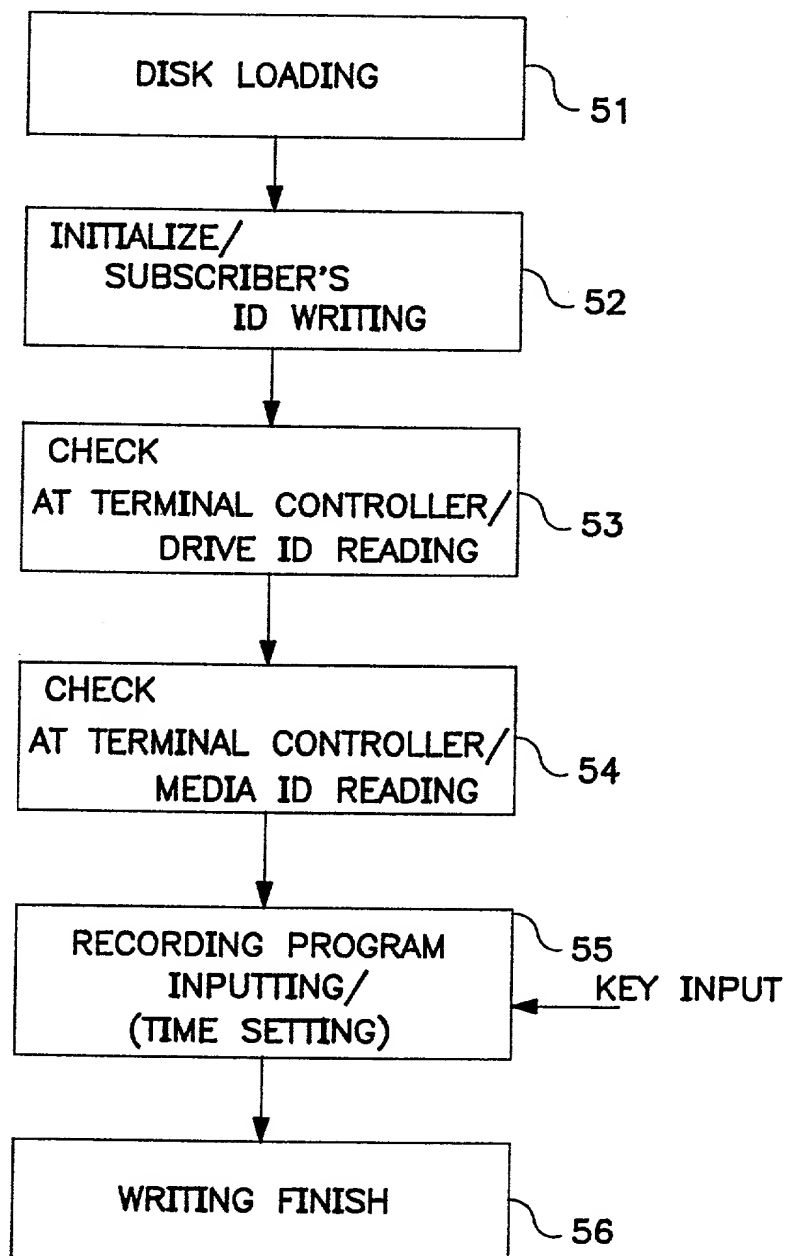 DISK LOADING
51
INITIALIZE/
SUBSCRIBER'S
ID WRITING
52
CHECK
AT TERMINAL CONTROLLER/
DRIVE ID READING
53
CHECK
AT TERMINAL CONTROLLER/
MEDIA ID READING
54
RECORDING PROGRAM
INPUTTING/
(TIME SETTING)
55
KEY INPUT
WRITING FINISH
56